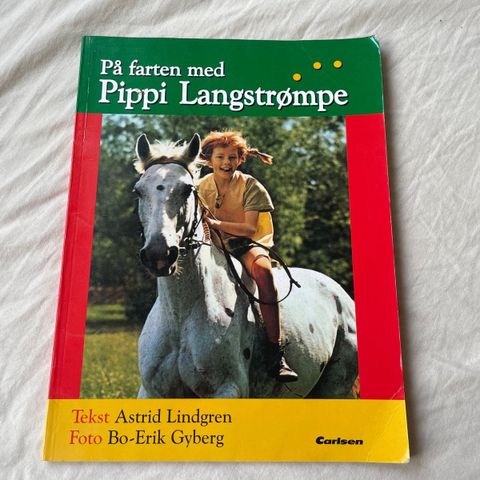 På farten med
Pippi Langstrømpe
Tekst Astrid Lindgren
Foto Bo-Erik Gyberg
Carlsen